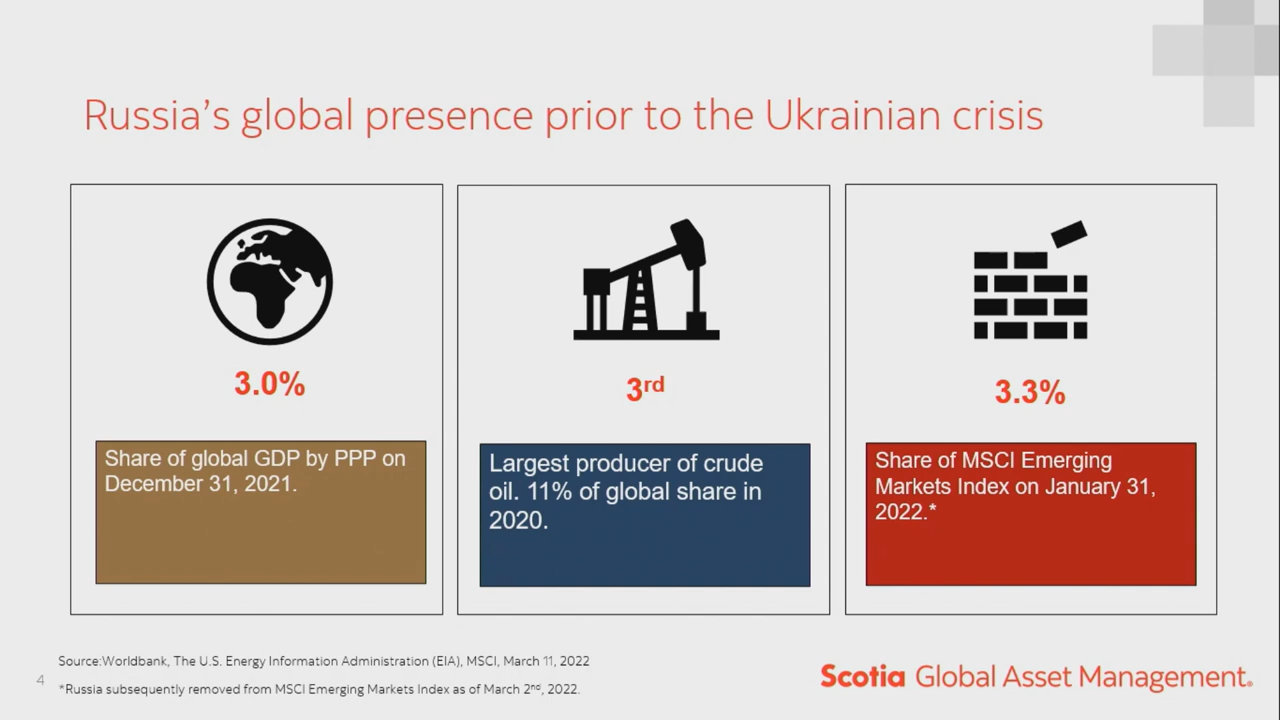 Russia’s global presence prior to the Ukrainian crisis
3.0%
Share of global GDP by PPP on
December 31, 2021.
3rd
Largest producer of crude
oil. 11% of global share in
2020.
3.3%
Share of MSCI Emerging
Markets Index on January 31,
2022.*
Source:Worldbank, The U.S. Energy Information Administration (EIA), MSCI, March 11, 2022
4
*Russia subsequently removed from MSCI Emerging Markets Index as of March 2nd, 2022.
Scotia Global Asset Management.